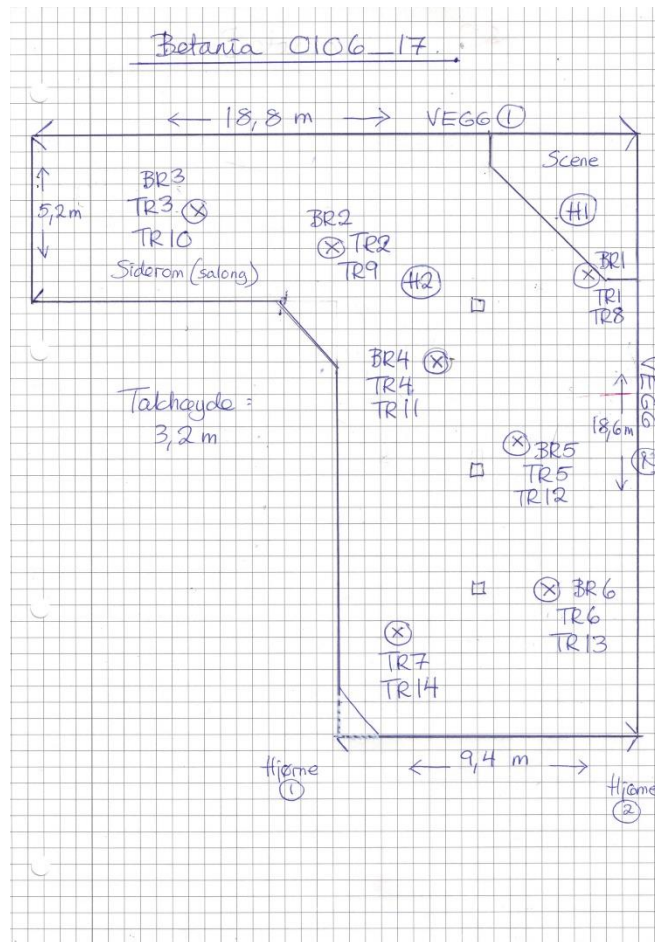 Betania 0106_17.
← 18,8 m → VEGG ①
Scene
5,2 m
BR3
TR3
TR10
Siderom (salong)
BR2
TR2
TR9
H2
H1
BR1
TR1
TR8
BR4
TR4
TR11
Takhøyde =
3,2 m
VEGG ②
18,6 m
BR5
TR5
TR12
BR6
TR6
TR13
TR7
TR14
← 9,4 m →
Hjørne
①
Hjørne
②